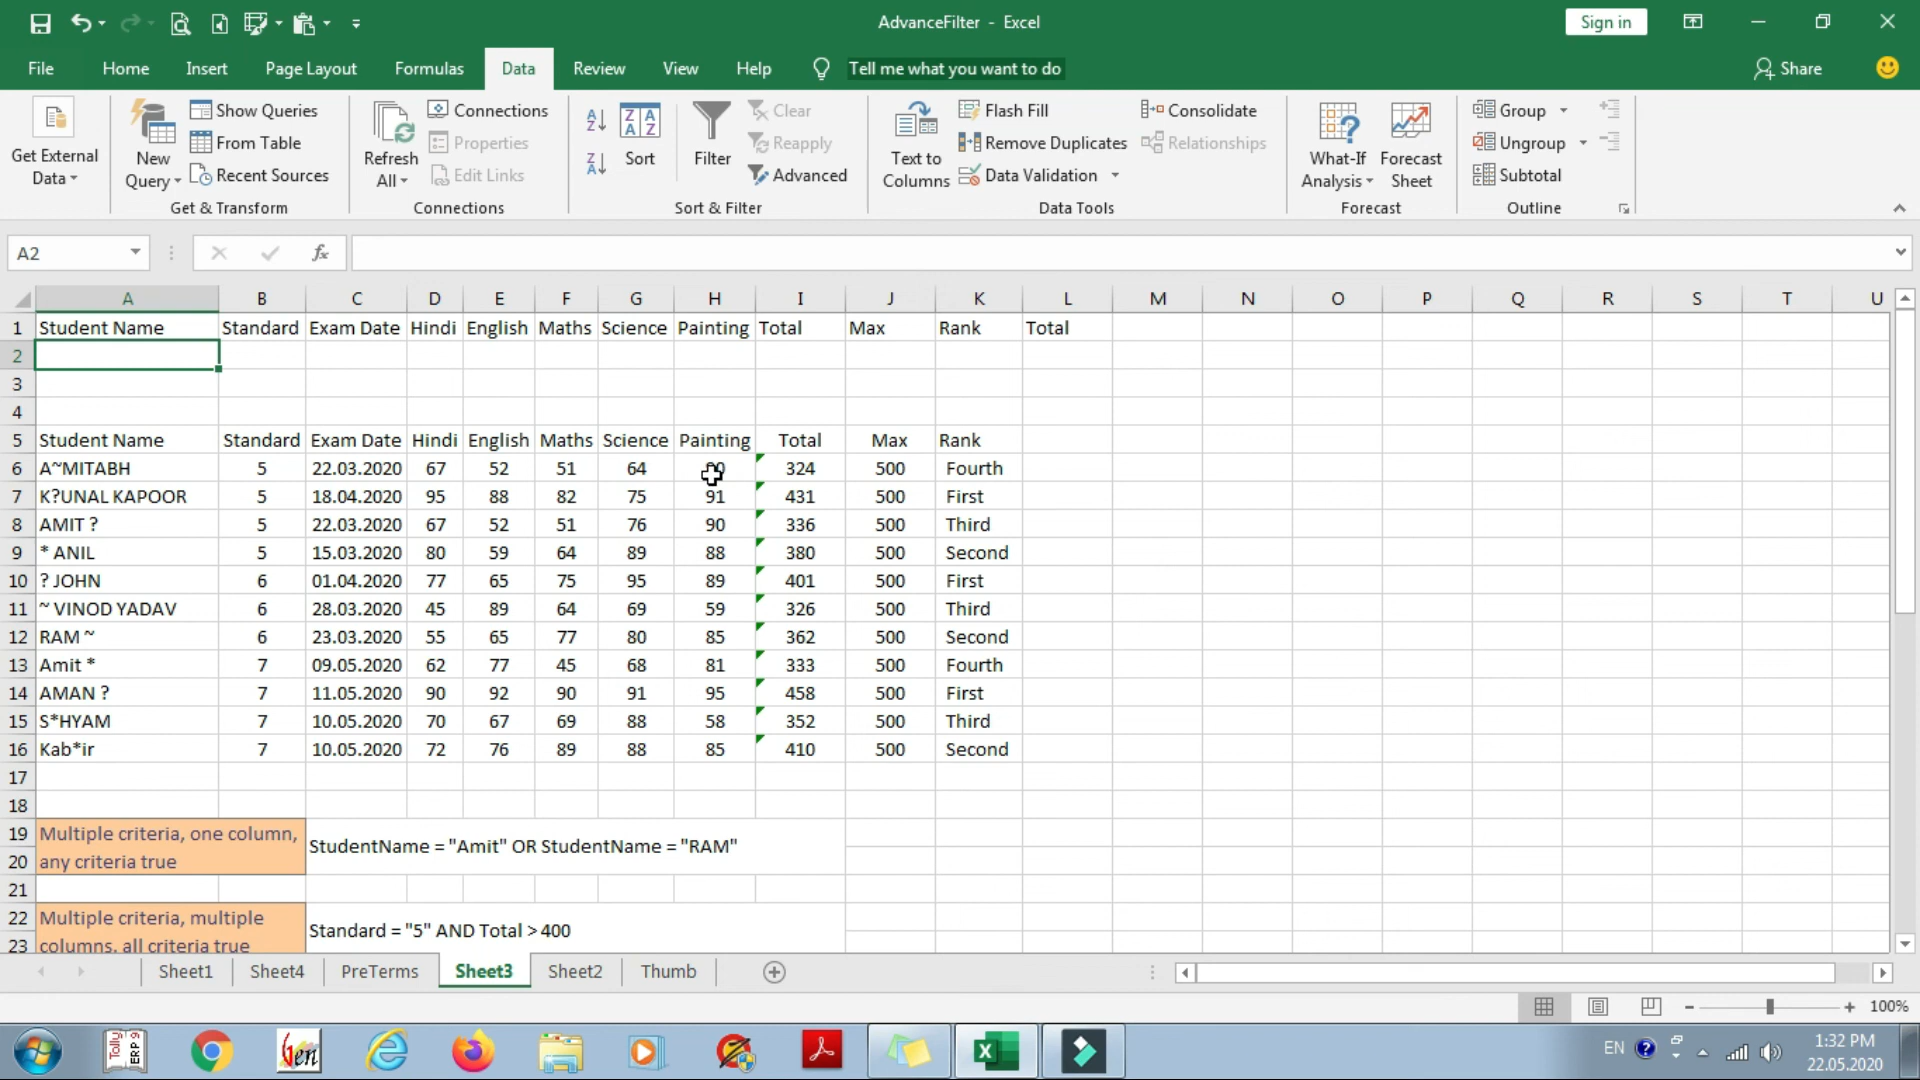 AdvanceFilter - Excel
Sign in
File Home Insert Page Layout Formulas Data Review View Help Tell me what you want to do Share
Get External Data
New Query
Show Queries
From Table
Recent Sources
Get & Transform
Refresh All
Connections
Properties
Edit Links
Connections
Sort
Filter
Clear
Reapply
Advanced
Sort & Filter
Text to Columns
Flash Fill
Remove Duplicates
Data Validation
Consolidate
Relationships
Data Tools
What-If Analysis
Forecast Sheet
Forecast
Group
Ungroup
Subtotal
Outline
A2 fx
A B C D E F G H I J K L M N O P Q R S T U
1 Student Name Standard Exam Date Hindi English Maths Science Painting Total Max Rank Total
2
3
4
5 Student Name Standard Exam Date Hindi English Maths Science Painting Total Max Rank
6 A~MITABH 5 22.03.2020 67 52 51 64 324 500 Fourth
7 K?UNAL KAPOOR 5 18.04.2020 95 88 82 75 91 431 500 First
8 AMIT ? 5 22.03.2020 67 52 51 76 90 336 500 Third
9 * ANIL 5 15.03.2020 80 59 64 89 88 380 500 Second
10 ? JOHN 6 01.04.2020 77 65 75 95 89 401 500 First
11 ~ VINOD YADAV 6 28.03.2020 45 89 64 69 59 326 500 Third
12 RAM ~ 6 23.03.2020 55 65 77 80 85 362 500 Second
13 Amit * 7 09.05.2020 62 77 45 68 81 333 500 Fourth
14 AMAN ? 7 11.05.2020 90 92 90 91 95 458 500 First
15 S*HYAM 7 10.05.2020 70 67 69 88 58 352 500 Third
16 Kab*ir 7 10.05.2020 72 76 89 88 85 410 500 Second
17
18
19 Multiple criteria, one column,
20 any criteria true
StudentName = "Amit" OR StudentName = "RAM"
21
22 Multiple criteria, multiple
23 columns, all criteria true
Standard = "5" AND Total > 400
Sheet1 Sheet4 PreTerms Sheet3 Sheet2 Thumb
100%
Tally ERP 9
Gen
EN
1:32 PM
22.05.2020